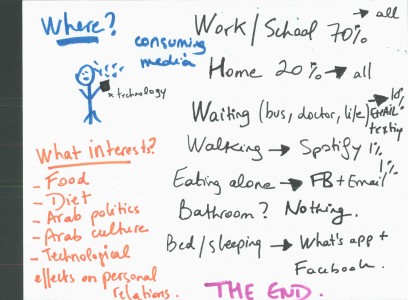 Where?
consuming
media
technology
What interests?
- Food
- Diet
- Arab politics
- Arab culture
- Technological
effects on personal
relations.
Work / School 70% → all
Home 20% → all
Waiting (bus, doctor, life) →
EMAIL
texting
Walking → Spotify 1%
Eating alone → FB + Email 1%
Bathroom? Nothing.
Bed / sleeping → What's app +
Facebook.
THE END.